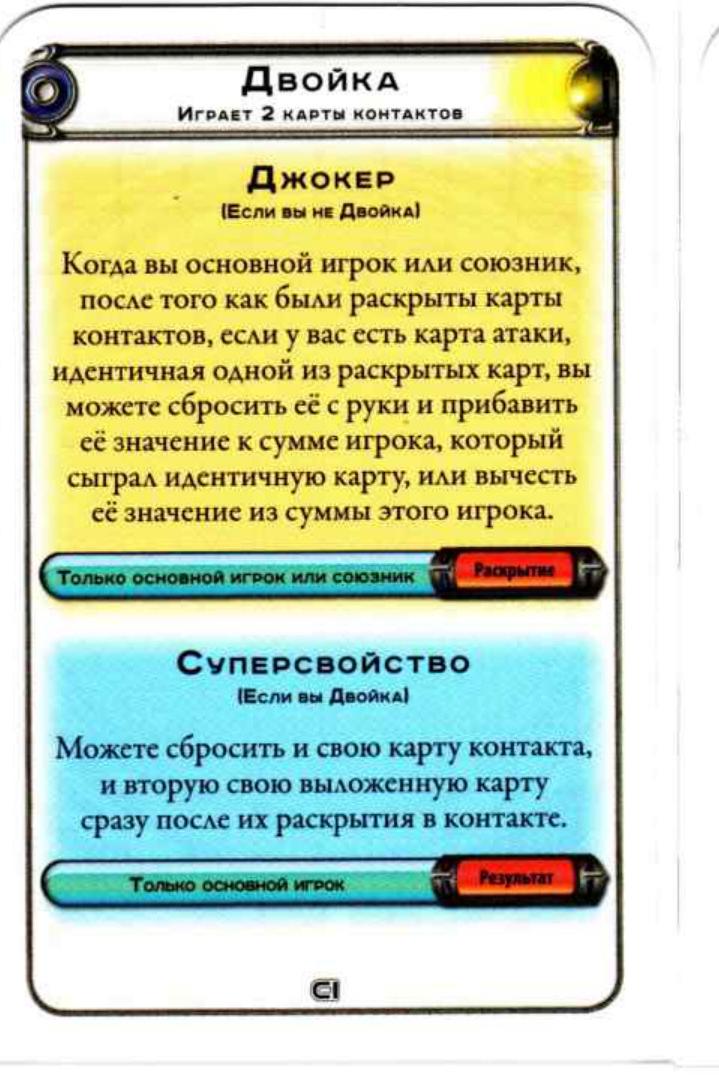 Двойка
Играет 2 карты контактов
Джокер
(Если вы не Двойка)
Когда вы основной игрок или союзник,
после того как были раскрыты карты
контактов, если у вас есть карта атаки,
идентичная одной из раскрытых карт, вы
можете сбросить её с руки и прибавить
её значение к сумме игрока, который
сыграл идентичную карту, или вычесть
её значение из суммы этого игрока.
Только основной игрок или союзник Раскрытие
Суперсвойство
(Если вы Двойка)
Можете сбросить и свою карту контакта,
и вторую свою выложенную карту
сразу после их раскрытия в контакте.
Только основной игрок Результат
CI